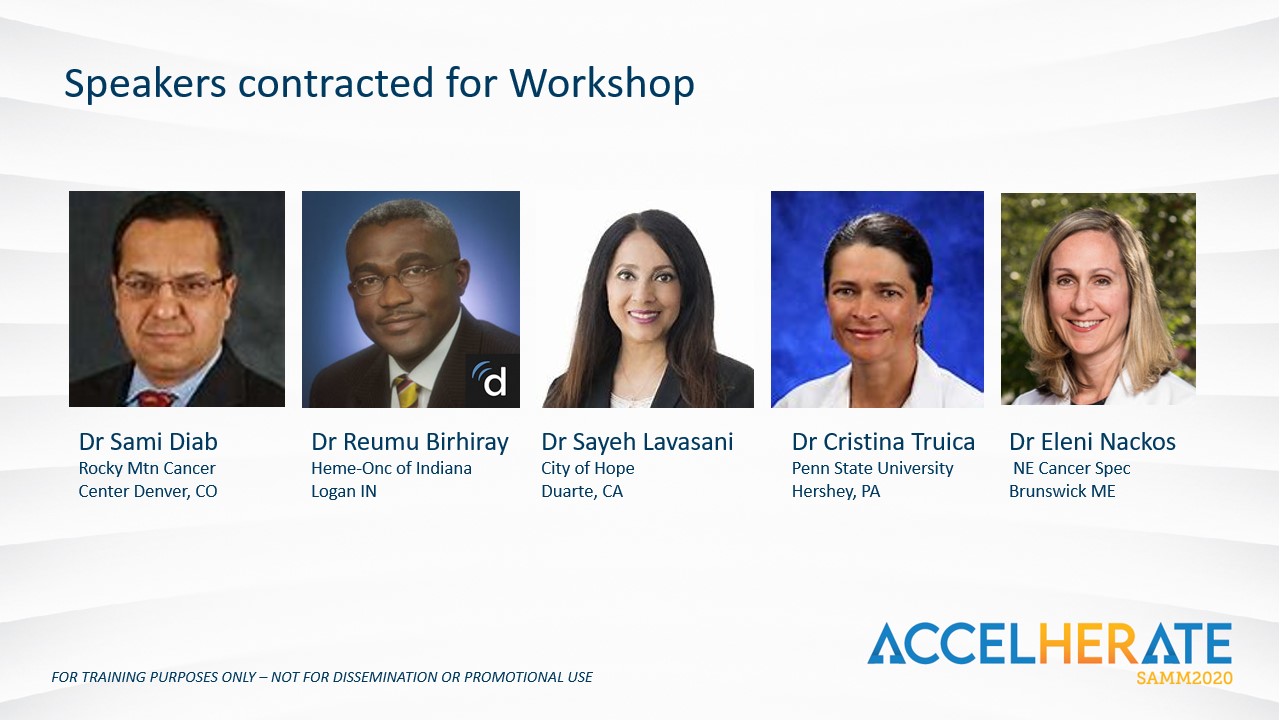 Speakers contracted for Workshop
d
Dr Sami Diab
Rocky Mtn Cancer
Center Denver, CO
Dr Reumu Birhiray
Heme-Onc of Indiana
Logan IN
Dr Sayeh Lavasani
City of Hope
Duarte, CA
Dr Cristina Truica
Penn State University
Hershey, PA
Dr Eleni Nackos
NE Cancer Spec
Brunswick ME
ACCELHERATE
SAMM2020
FOR TRAINING PURPOSES ONLY – NOT FOR DISSEMINATION OR PROMOTIONAL USE